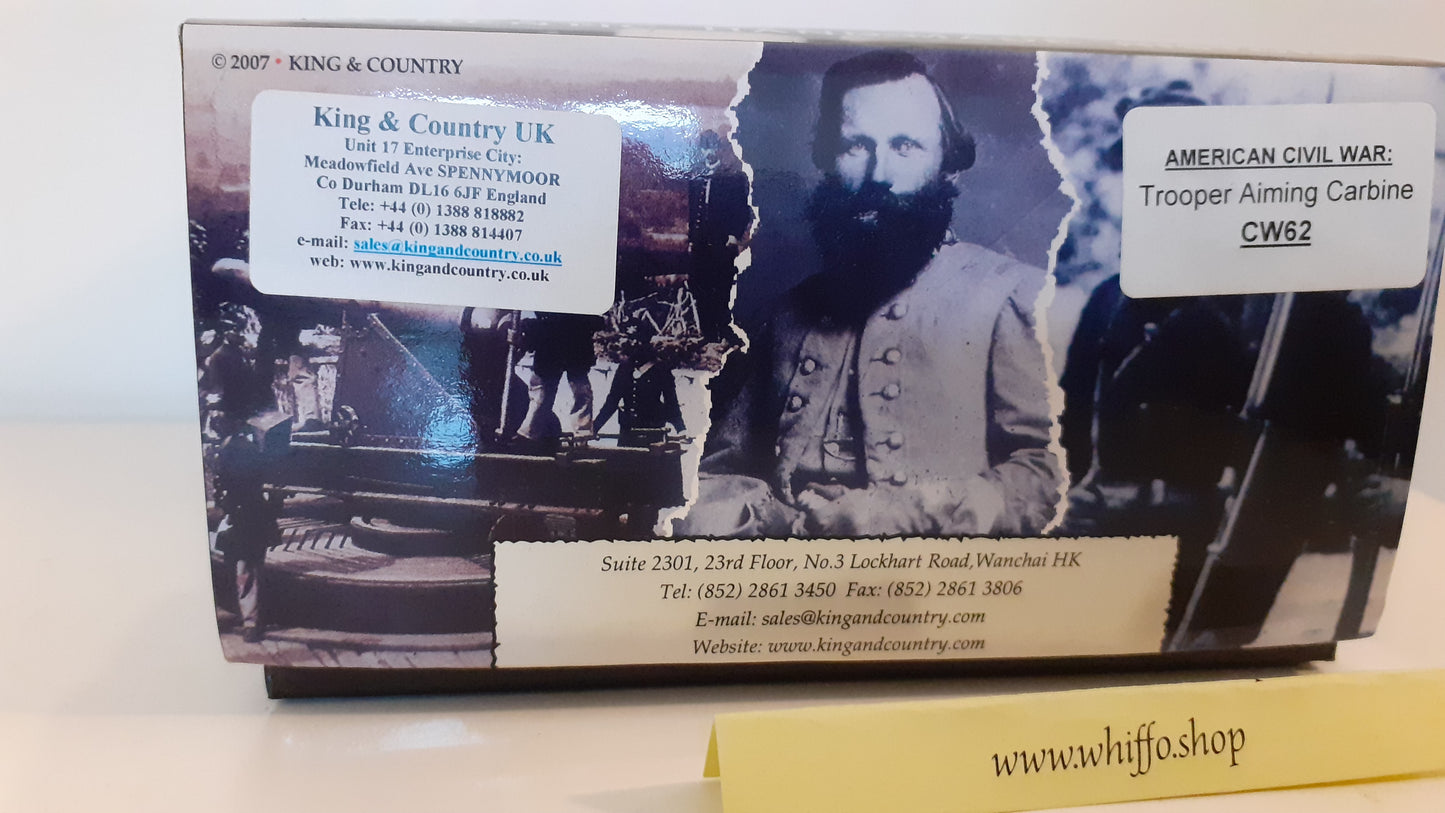 © 2007 • KING & COUNTRY
King & Country UK
Unit 17 Enterprise City:
Meadowfield Ave SPENNYMOOR
Co Durham DL16 6JF England
Tele: +44 (0) 1388 818882
Fax: +44 (0) 1388 814407
e-mail: sales@kingandcountry.co.uk
web: www.kingandcountry.co.uk
AMERICAN CIVIL WAR:
Trooper Aiming Carbine
CW62
Suite 2301, 23rd Floor, No.3 Lockhart Road,Wanchai HK
Tel: (852) 2861 3450 Fax: (852) 2861 3806
E-mail: sales@kingandcountry.com
Website: www.kingandcountry.com
www.whiffo.shop